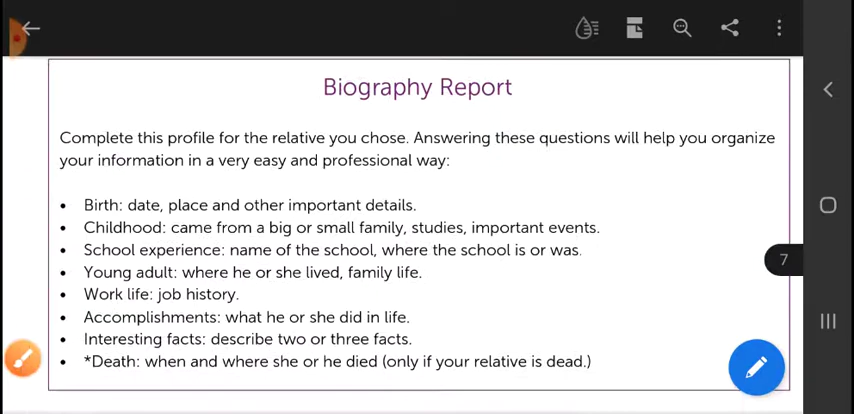 Biography Report
Complete this profile for the relative you chose. Answering these questions will help you organize
your information in a very easy and professional way:
• Birth: date, place and other important details.
• Childhood: came from a big or small family, studies, important events.
• School experience: name of the school, where the school is or was.
• Young adult: where he or she lived, family life.
• Work life: job history.
• Accomplishments: what he or she did in life.
• Interesting facts: describe two or three facts.
• *Death: when and where she or he died (only if your relative is dead.)
7